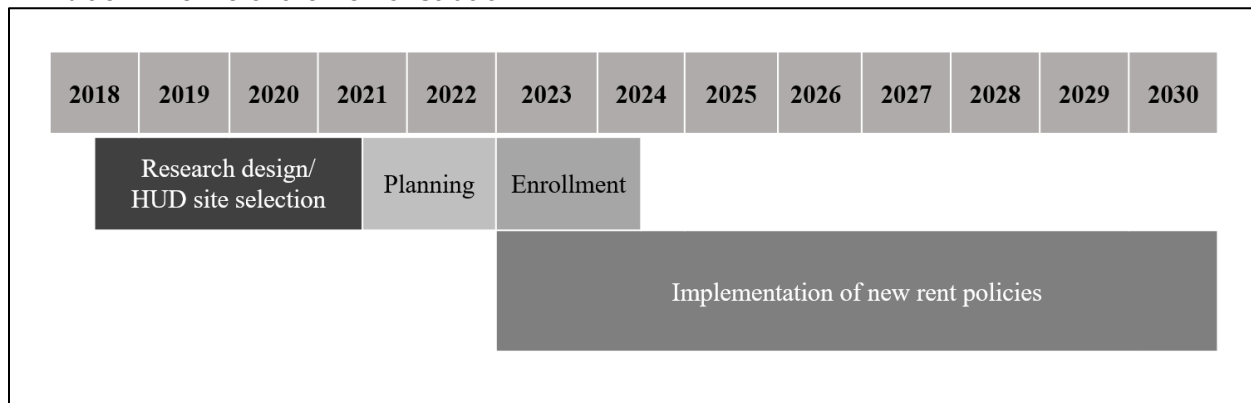 2018 2019 2020 2021 2022 2023 2024 2025 2026 2027 2028 2029 2030
Research design/
HUD site selection
Planning
Enrollment
Implementation of new rent policies